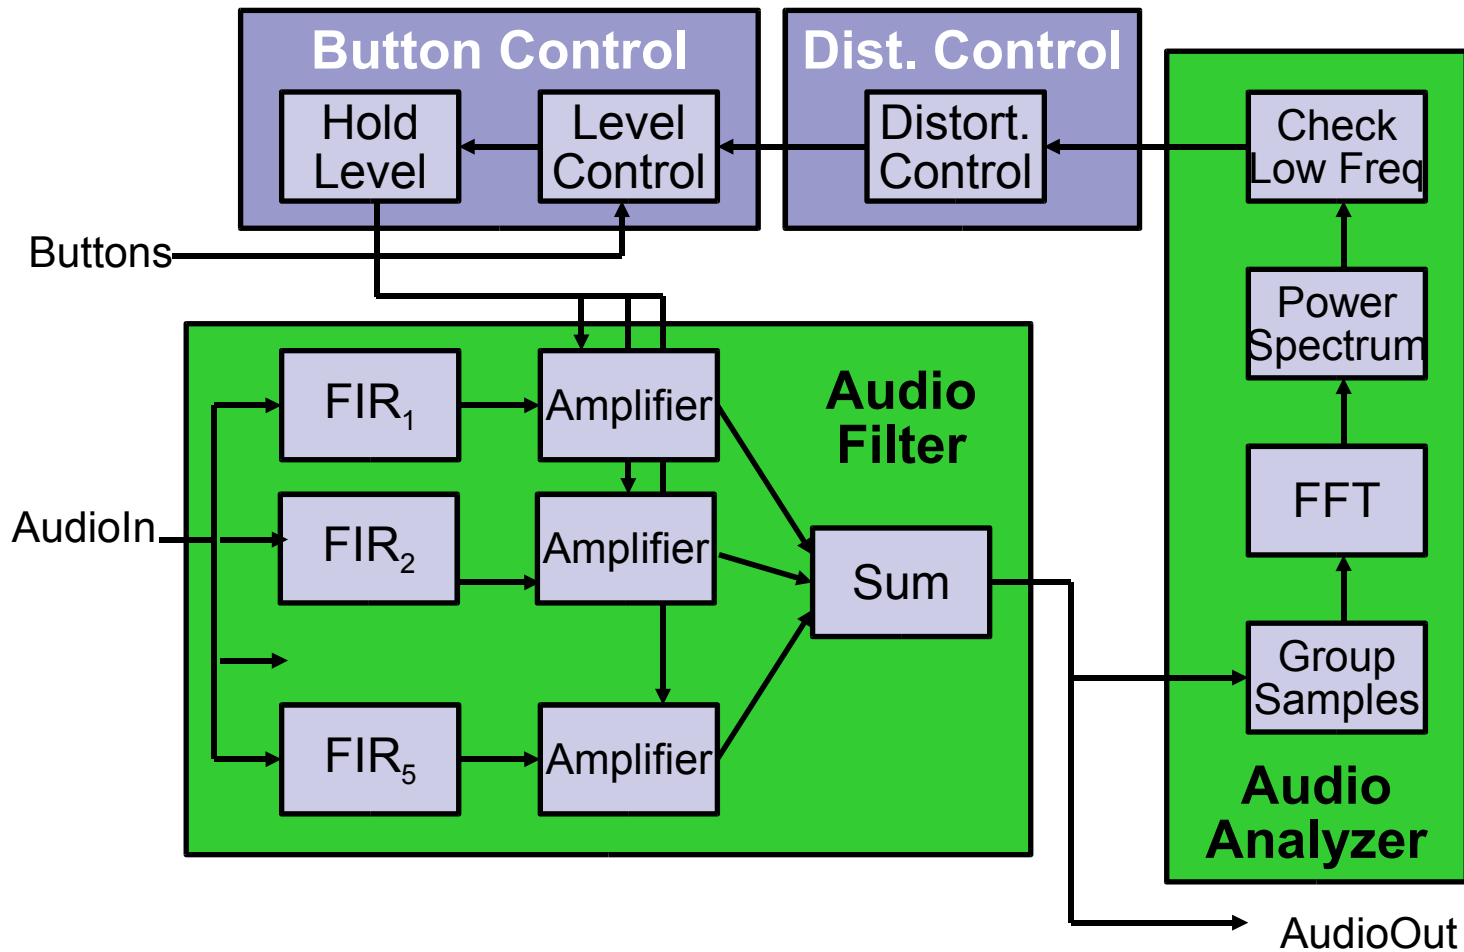 Button Control
Dist. Control
Hold
Level
Level
Control
Distort.
Control
Check
Low Freq
Buttons
Power
Spectrum
FIR1
Amplifier
Audio
Filter
FFT
AudioIn
FIR2
Amplifier
Sum
Group
Samples
FIR5
Amplifier
Audio
Analyzer
AudioOut